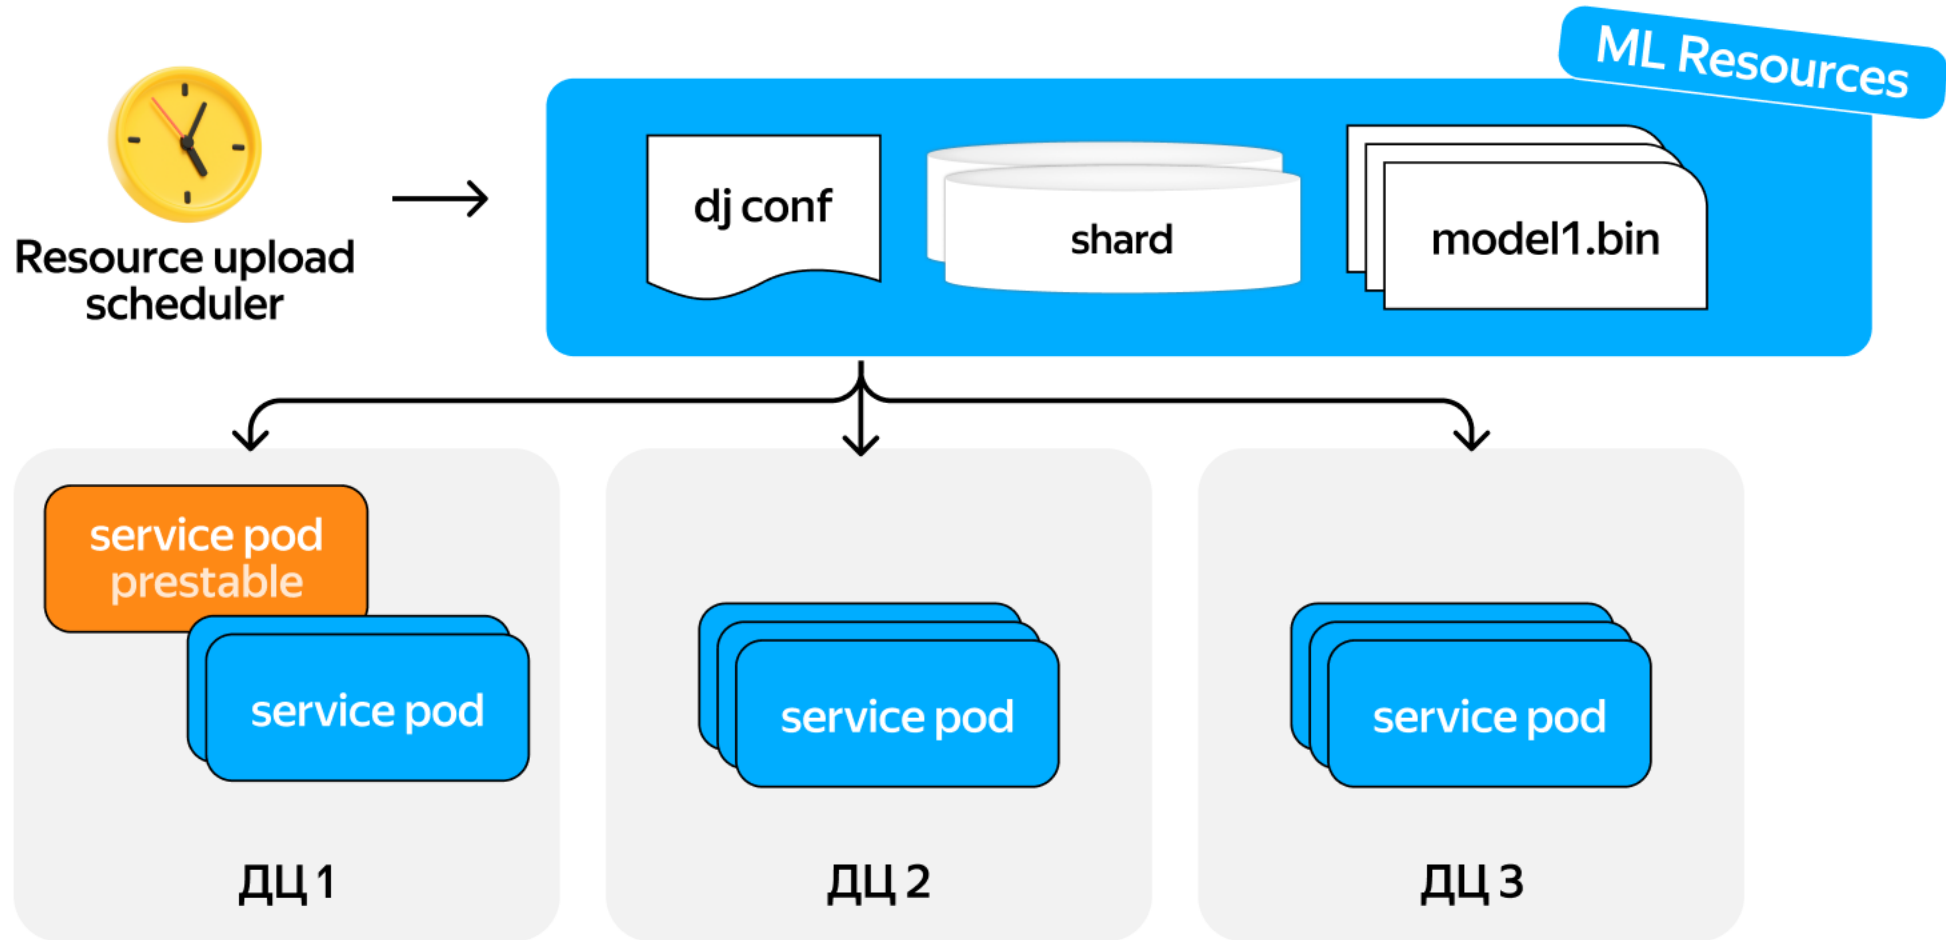 ML Resources
Resource upload
scheduler
dj conf
shard
model1.bin
service pod
prestable
service pod
ДЦ 1
service pod
ДЦ 2
service pod
ДЦ 3